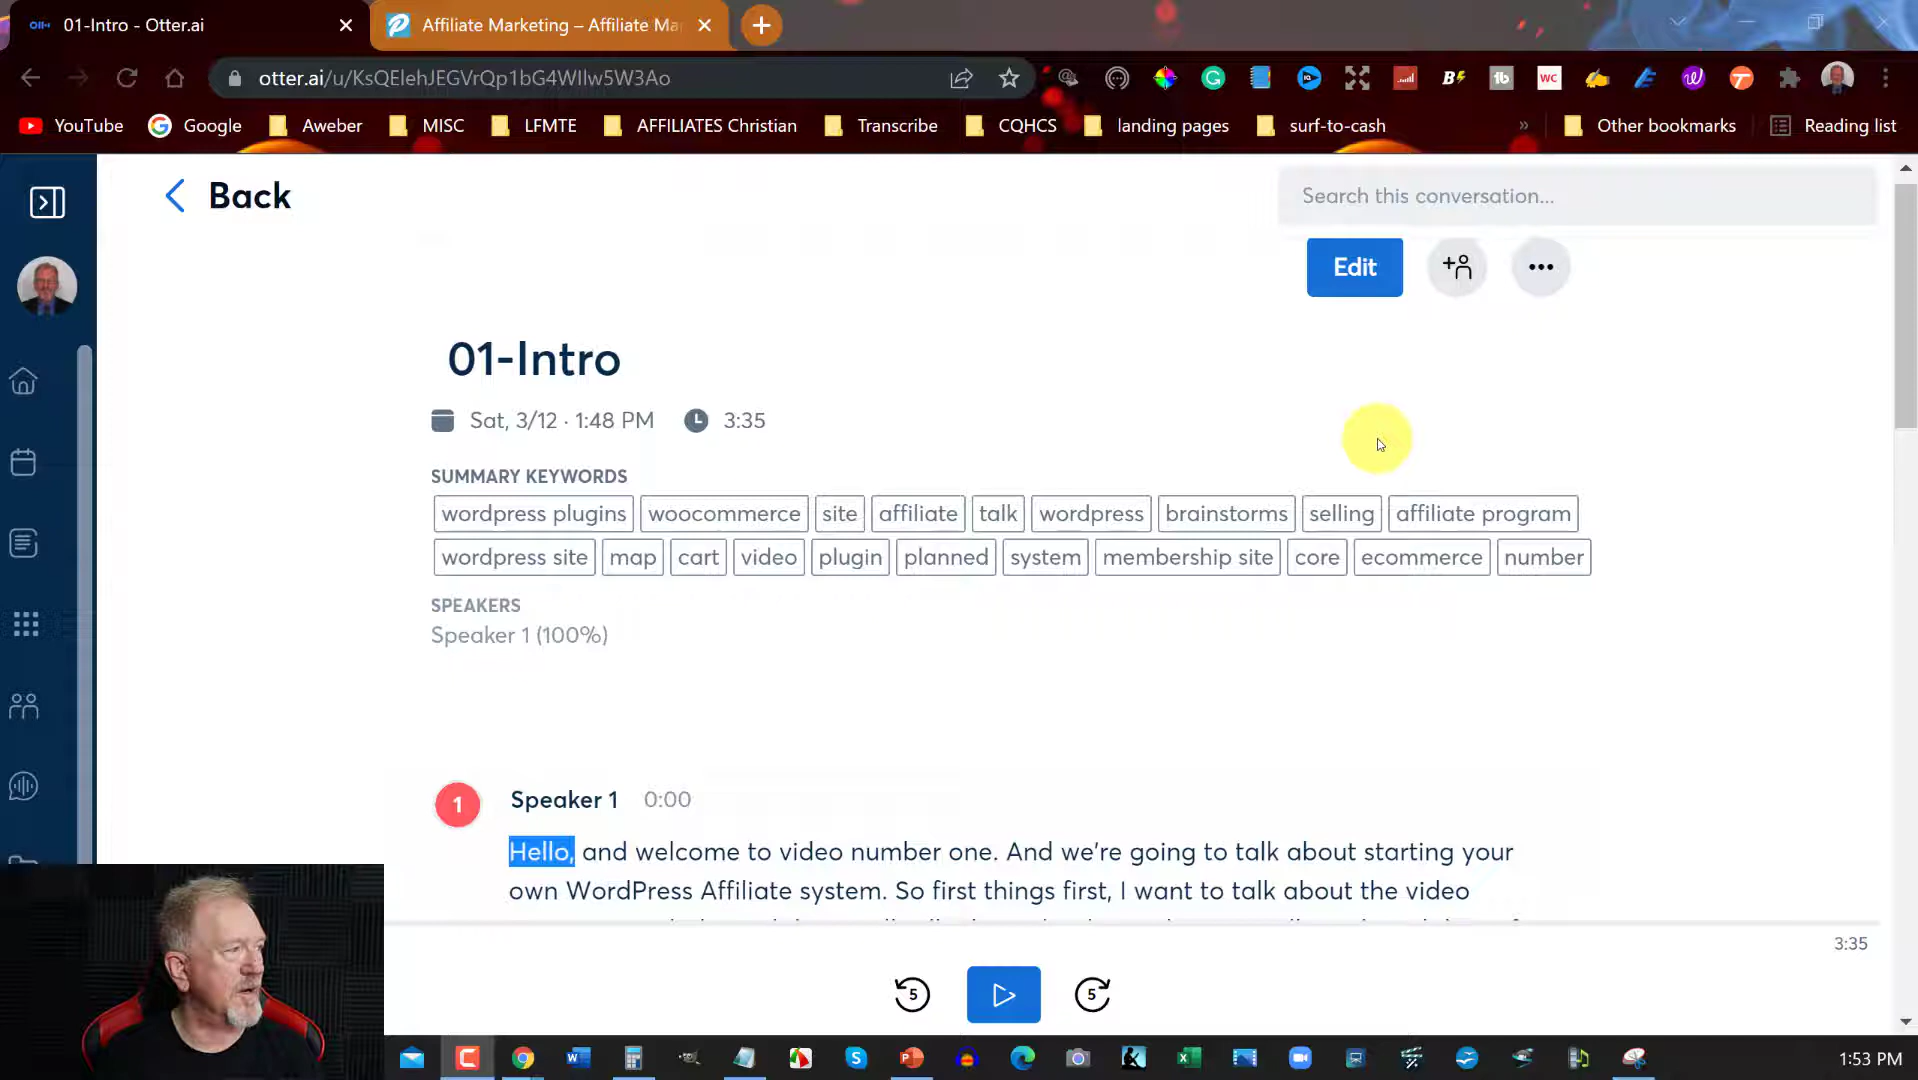 01-Intro - Otter.ai
Affiliate Marketing – Affiliate Ma
otter.ai/u/KsQElehJEGVrQp1bG4WIlw5W3Ao
YouTube Google Aweber MISC LFMTE AFFILIATES Christian Transcribe CQHCS landing pages surf-to-cash » Other bookmarks Reading list
Back
Search this conversation...
Edit
01-Intro
Sat, 3/12 · 1:48 PM 3:35
SUMMARY KEYWORDS
wordpress plugins woocommerce site affiliate talk wordpress brainstorms selling affiliate program
wordpress site map cart video plugin planned system membership site core ecommerce number
SPEAKERS
Speaker 1 (100%)
1 Speaker 1 0:00
Hello, and welcome to video number one. And we're going to talk about starting your
own WordPress Affiliate system. So first things first, I want to talk about the video
3:35
5 5
1:53 PM